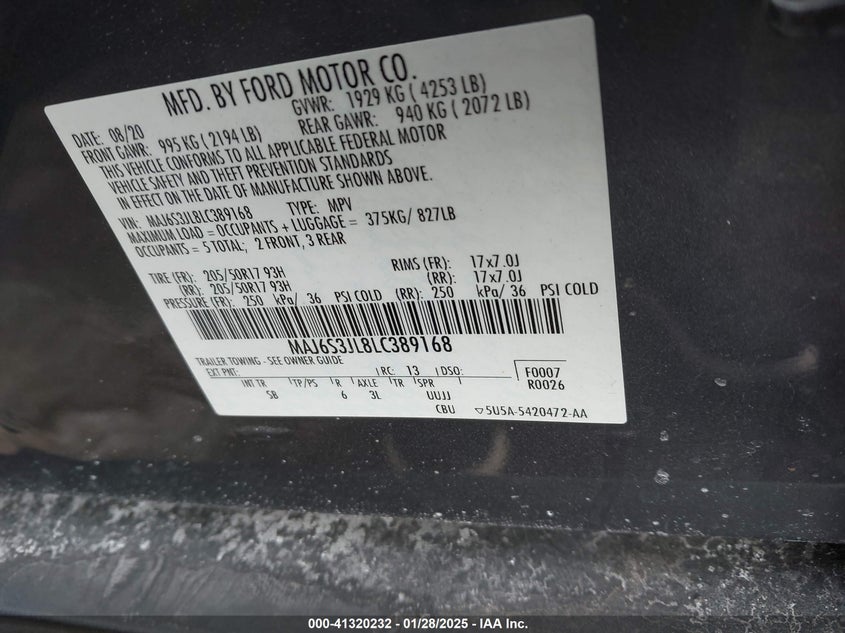 MFD. BY FORD MOTOR CO.
DATE: 08/20 GVWR: 1929 KG ( 4253 LB)
FRONT GAWR: 995 KG ( 2194 LB) REAR GAWR: 940 KG ( 2072 LB)
THIS VEHICLE CONFORMS TO ALL APPLICABLE FEDERAL MOTOR
VEHICLE SAFETY AND THEFT PREVENTION STANDARDS
IN EFFECT ON THE DATE OF MANUFACTURE SHOWN ABOVE.
VIN: MAJ6S3JL8LC389168 TYPE: MPV
MAXIMUM LOAD = OCCUPANTS + LUGGAGE = 375KG/ 827LB
OCCUPANTS = 5 TOTAL; 2 FRONT, 3 REAR
TIRE (FR): 205/50R17 93H RIMS (FR): 17x7.0J
(RR): 205/50R17 93H (RR): 17x7.0J
PRESSURE (FR): 250 kPa/ 36 PSI COLD (RR): 250 kPa/ 36 PSI COLD
MAJ6S3JL8LC389168
TRAILER TOWING - SEE OWNER GUIDE
EXT PNT: RC: 13 DSO: F0007
R0026
INT TR TP/PS R AXLE TR SPR
5B 6 3L UUJJ
CBU 5U5A-5420472-AA
000-41320232 - 01/28/2025 - IAA Inc.